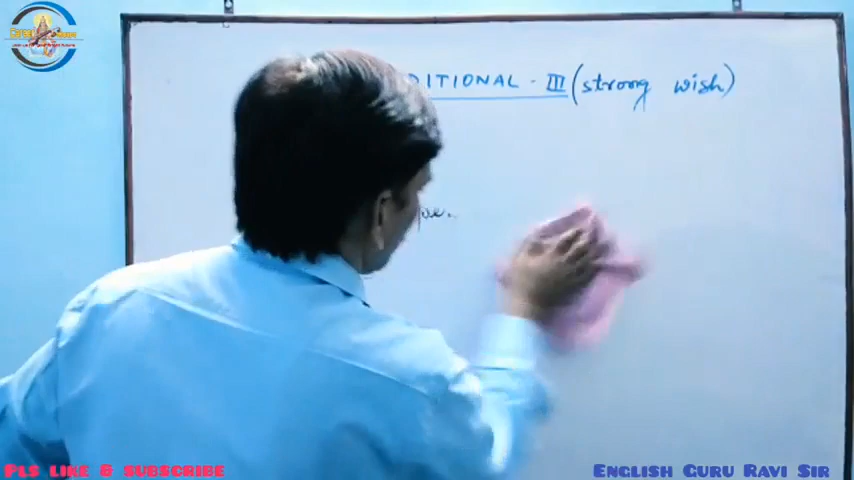 DITIONAL - III (strong wish)
PLS LIKE & SUBSCRIBE
ENGLISH GURU RAVI SIR